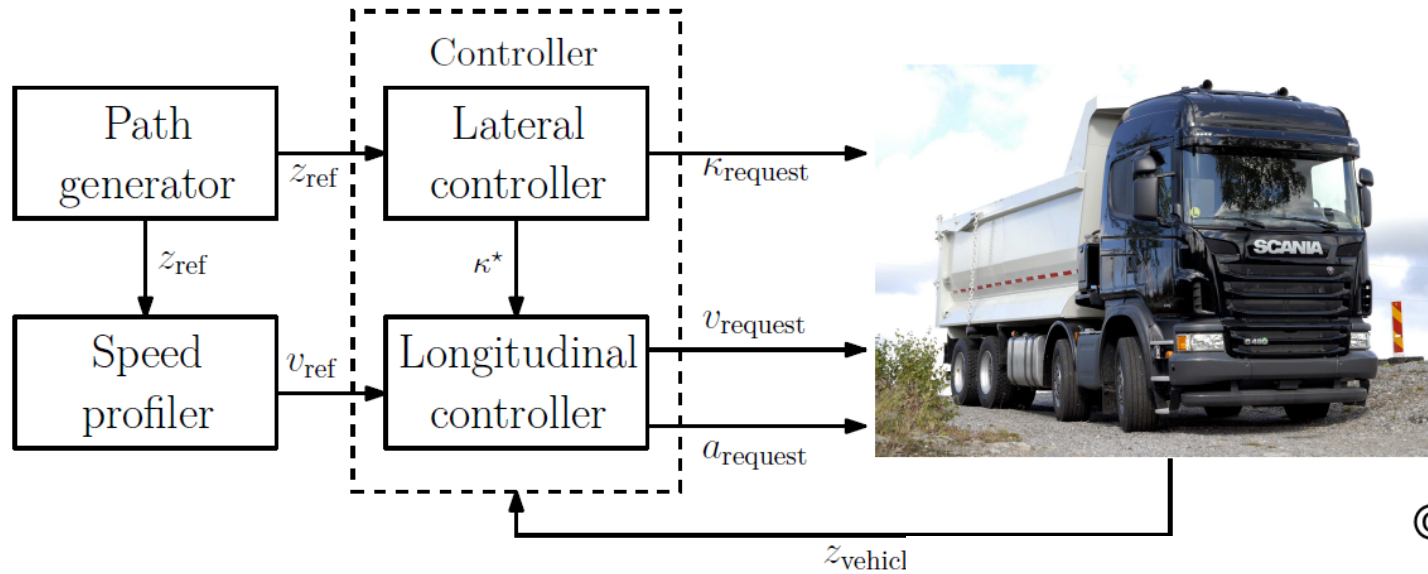 Controller
Path
generator
z_ref
Lateral
controller
κ_request
z_ref
κ*
Speed
profiler
v_ref
Longitudinal
controller
v_request
a_request
SCANIA
z_vehicl
©